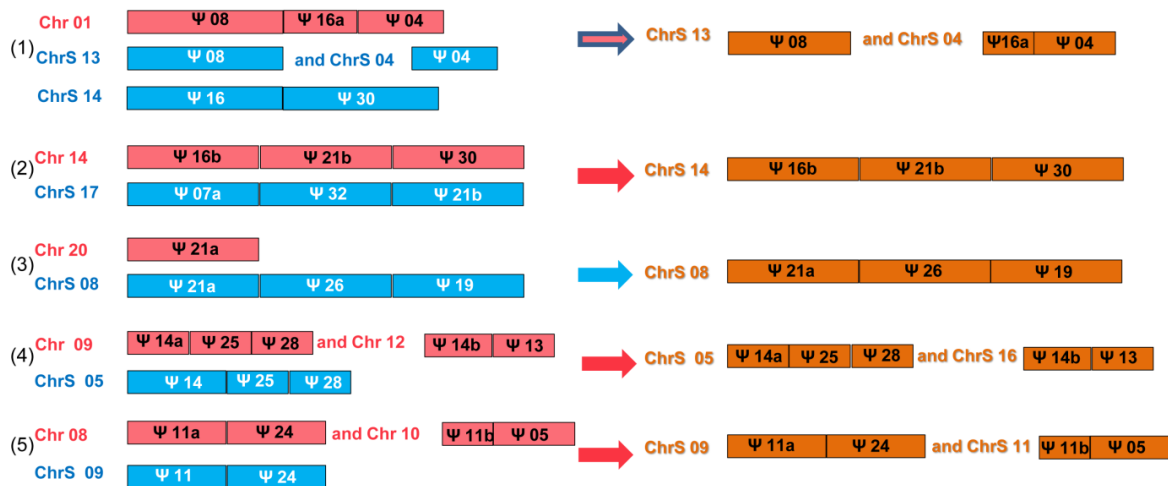 Chr 01 Ψ 08 Ψ 16a Ψ 04 ChrS 13 Ψ 08 and ChrS 04 Ψ16a Ψ 04
(1) ChrS 13 Ψ 08 and ChrS 04 Ψ 04
ChrS 14 Ψ 16 Ψ 30
(2) Chr 14 Ψ 16b Ψ 21b Ψ 30 ChrS 14 Ψ 16b Ψ 21b Ψ 30
ChrS 17 Ψ 07a Ψ 32 Ψ 21b
(3) Chr 20 Ψ 21a
ChrS 08 Ψ 21a Ψ 26 Ψ 19 ChrS 08 Ψ 21a Ψ 26 Ψ 19
(4) Chr 09 Ψ 14a Ψ 25 Ψ 28 and Chr 12 Ψ 14b Ψ 13 ChrS 05 Ψ 14a Ψ 25 Ψ 28 and ChrS 16 Ψ 14b Ψ 13
ChrS 05 Ψ 14 Ψ 25 Ψ 28
(5) Chr 08 Ψ 11a Ψ 24 and Chr 10 Ψ 11b Ψ 05 ChrS 09 Ψ 11a Ψ 24 and ChrS 11 Ψ 11b Ψ 05
ChrS 09 Ψ 11 Ψ 24